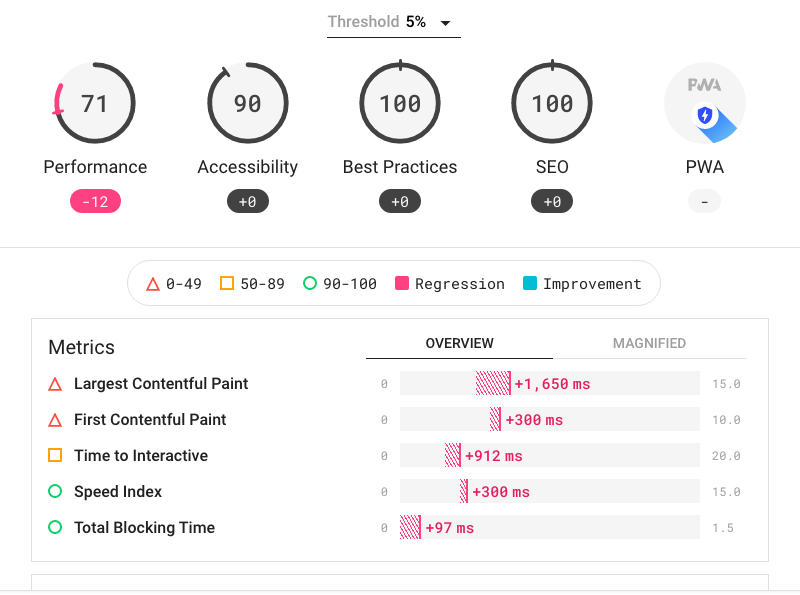 Threshold 5%
71 90 100 100 PWA
Performance Accessibility Best Practices SEO PWA
-12 +0 +0 +0 -
0-49 50-89 90-100 Regression Improvement
Metrics OVERVIEW MAGNIFIED
Largest Contentful Paint 0 +1,650 ms 15.0
First Contentful Paint 0 +300 ms 10.0
Time to Interactive 0 +912 ms 20.0
Speed Index 0 +300 ms 15.0
Total Blocking Time 0 +97 ms 1.5